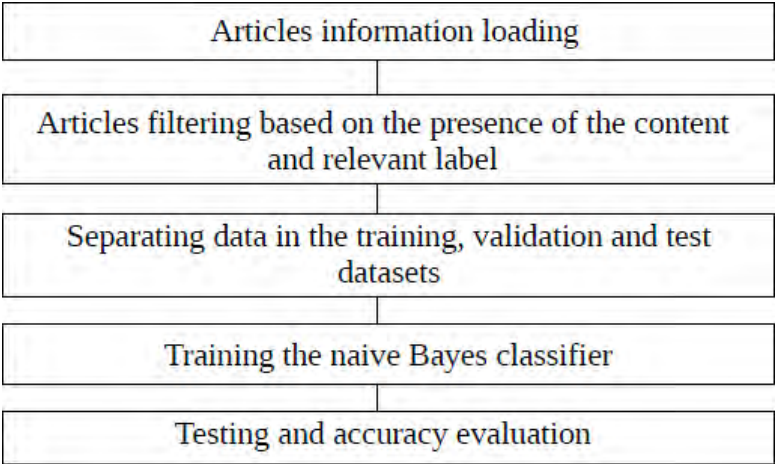 Articles information loading
Articles filtering based on the presence of the content
and relevant label
Separating data in the training, validation and test
datasets
Training the naive Bayes classifier
Testing and accuracy evaluation